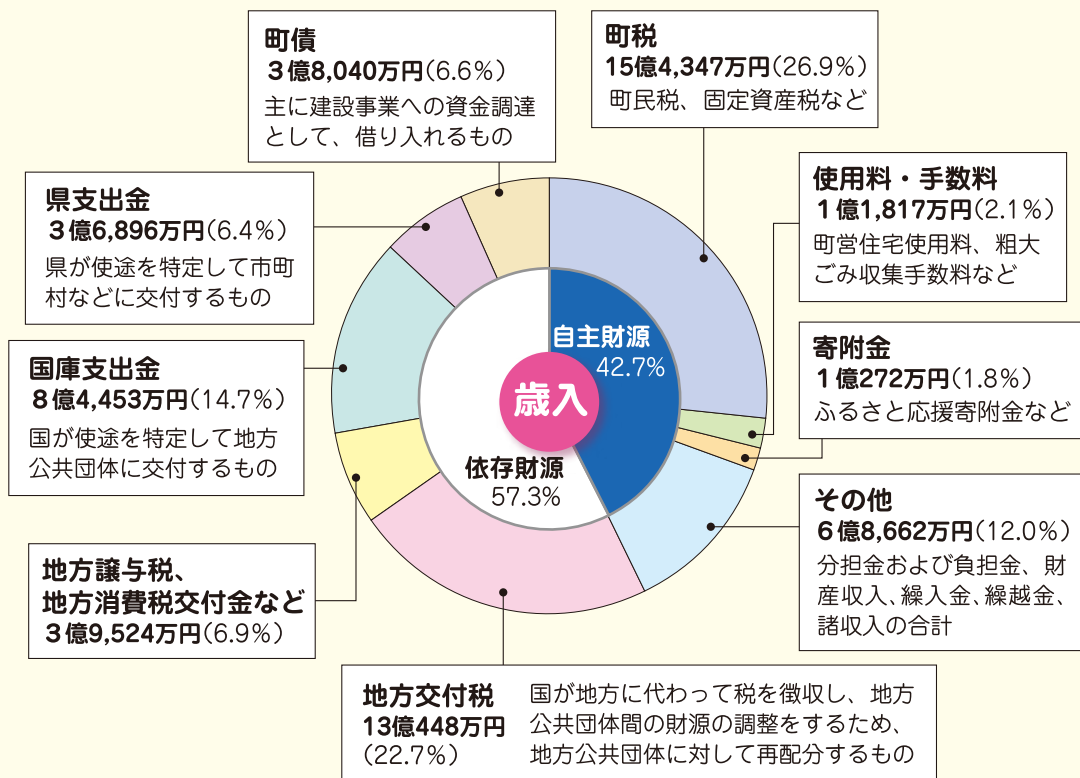 町債
3億8,040万円(6.6%)
主に建設事業への資金調達
として、借り入れるもの
町税
15億4,347万円(26.9%)
町民税、固定資産税など
使用料・手数料
1億1,817万円(2.1%)
町営住宅使用料、粗大
ごみ収集手数料など
寄附金
1億272万円(1.8%)
ふるさと応援寄附金など
その他
6億8,662万円(12.0%)
分担金および負担金、財
産収入、繰入金、繰越金、
諸収入の合計
地方交付税
13億448万円
(22.7%)
国が地方に代わって税を徴収し、地方
公共団体間の財源の調整をするため、
地方公共団体に対して再配分するもの
地方譲与税、
地方消費税交付金など
3億9,524万円(6.9%)
国庫支出金
8億4,453万円(14.7%)
国が使途を特定して地方
公共団体に交付するもの
県支出金
3億6,896万円(6.4%)
県が使途を特定して市町
村などに交付するもの
自主財源
42.7%
歳入
依存財源
57.3%